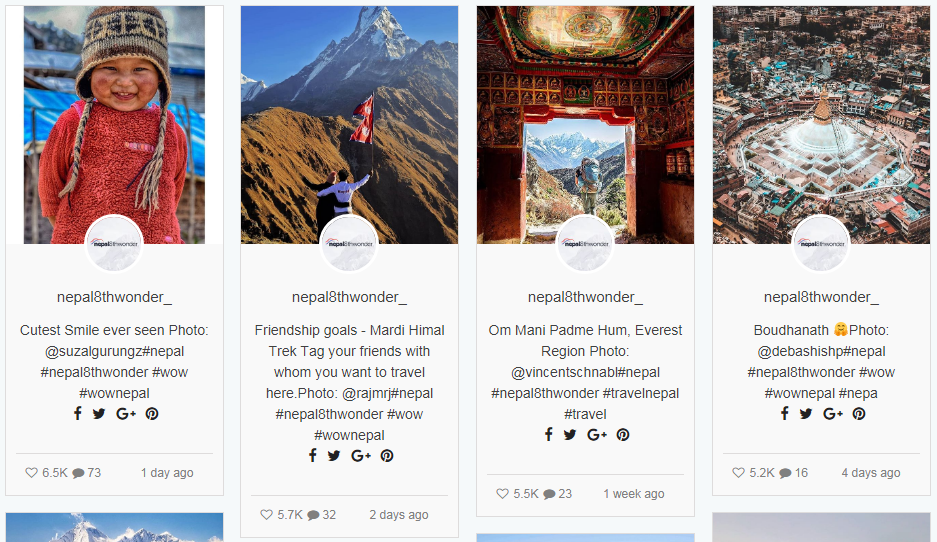 nepal8thwonder
nepal8thwonder_
Cutest Smile ever seen Photo:
@suzalgurungz#nepal
#nepal8thwonder #wow
#wownepal
6.5K 73 1 day ago
nepal8thwonder
nepal8thwonder_
Friendship goals - Mardi Himal
Trek Tag your friends with
whom you want to travel
here.Photo: @rajmrj#nepal
#nepal8thwonder #wow
#wownepal
5.7K 32 2 days ago
nepal8thwonder
nepal8thwonder_
Om Mani Padme Hum, Everest
Region Photo:
@vincentschnabl#nepal
#nepal8thwonder #travelnepal
#travel
5.5K 23 1 week ago
nepal8thwonder
nepal8thwonder_
Boudhanath 🤗Photo:
@debashishp#nepal
#nepal8thwonder #wow
#wownepal #nepa
5.2K 16 4 days ago